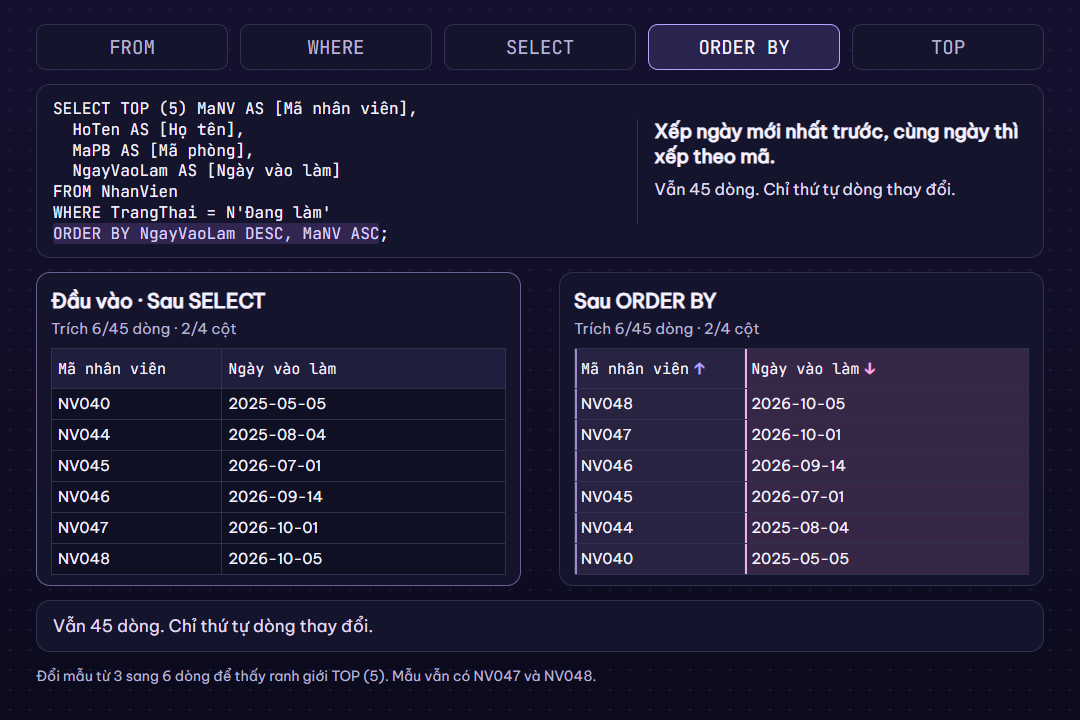 FROM
WHERE
SELECT
ORDER BY
TOP
SELECT TOP (5) MaNV AS [Mã nhân viên],
HoTen AS [Họ tên],
MaPB AS [Mã phòng],
NgayVaoLam AS [Ngày vào làm]
FROM NhanVien
WHERE TrangThai = N'Đang làm'
ORDER BY NgayVaoLam DESC, MaNV ASC;
Xếp ngày mới nhất trước, cùng ngày thì
xếp theo mã.
Vẫn 45 dòng. Chỉ thứ tự dòng thay đổi.
Đầu vào · Sau SELECT
Trích 6/45 dòng · 2/4 cột
Mã nhân viên Ngày vào làm
NV040 2025-05-05
NV044 2025-08-04
NV045 2026-07-01
NV046 2026-09-14
NV047 2026-10-01
NV048 2026-10-05
Sau ORDER BY
Trích 6/45 dòng · 2/4 cột
Mã nhân viên ↑ Ngày vào làm ↓
NV048 2026-10-05
NV047 2026-10-01
NV046 2026-09-14
NV045 2026-07-01
NV044 2025-08-04
NV040 2025-05-05
Vẫn 45 dòng. Chỉ thứ tự dòng thay đổi.
Đổi mẫu từ 3 sang 6 dòng để thấy ranh giới TOP (5). Mẫu vẫn có NV047 và NV048.